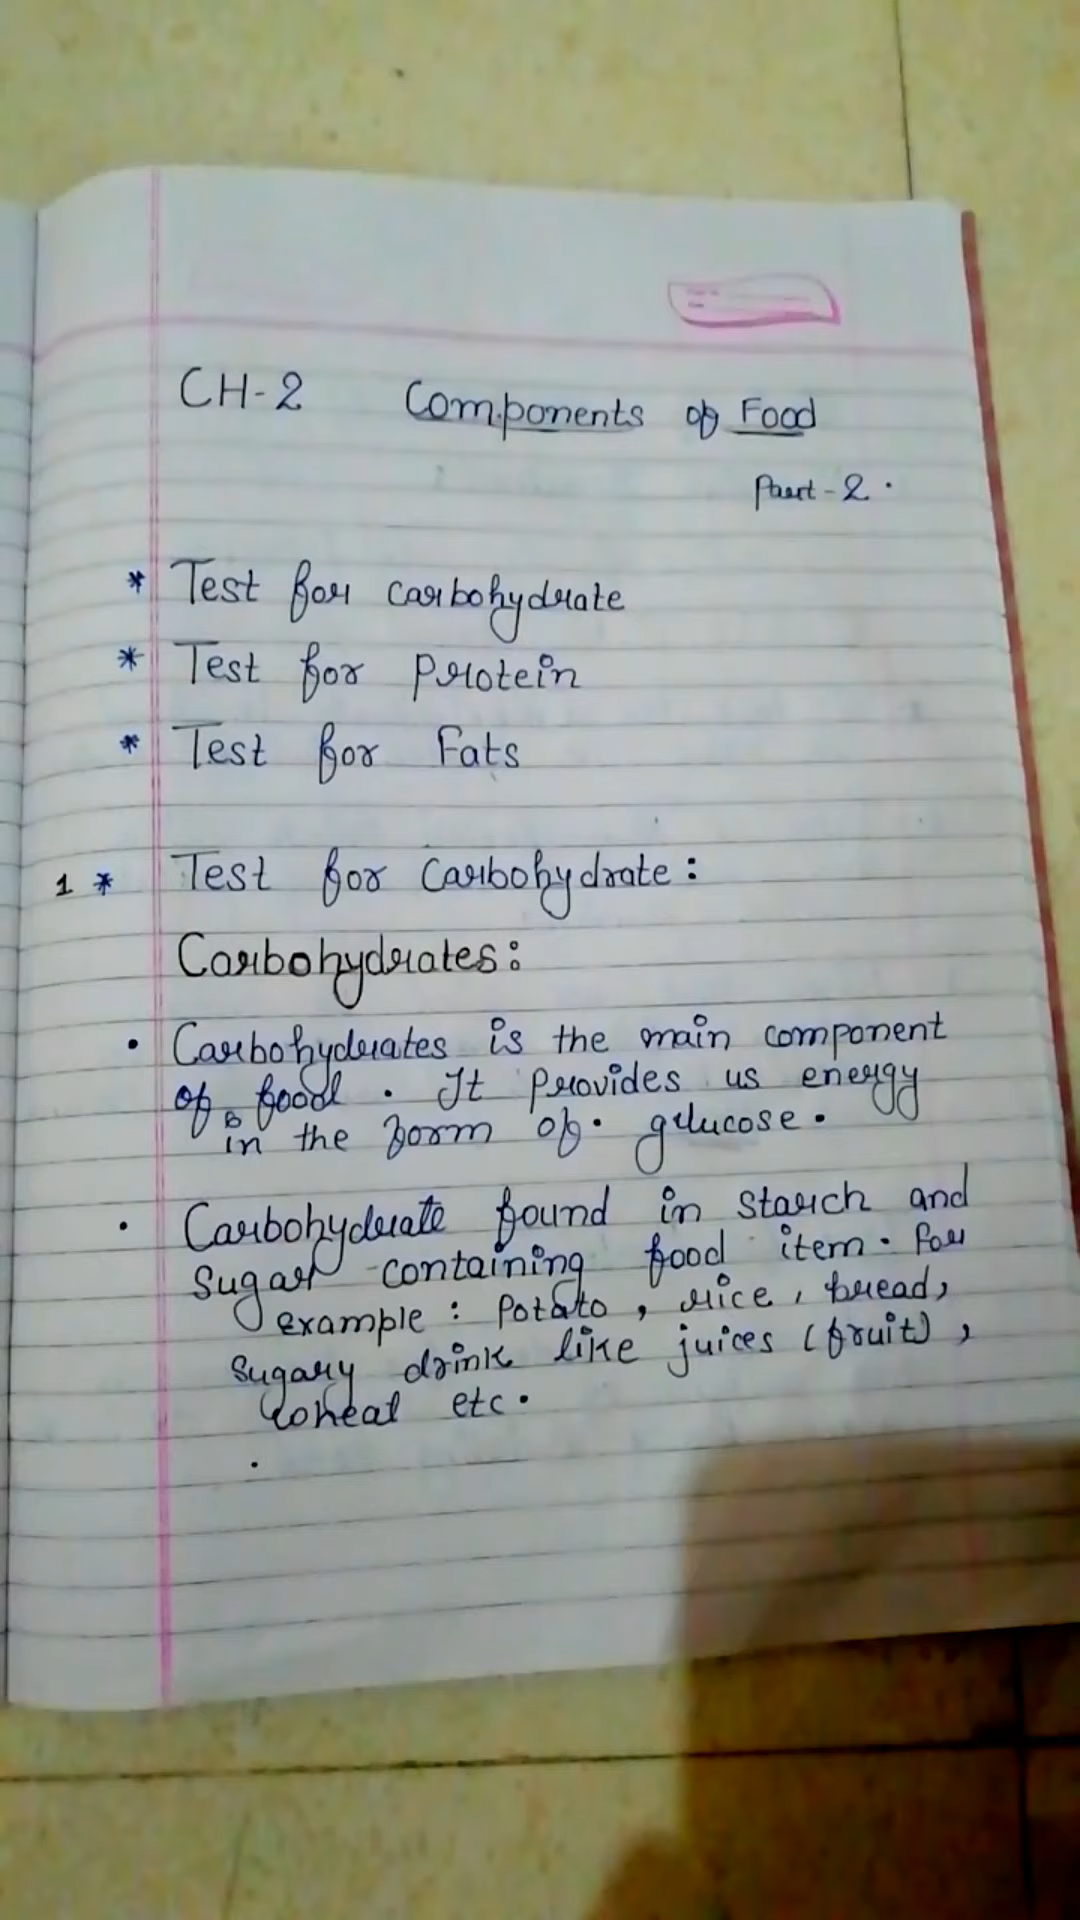 CH-2 Components of Food
Part-2.
* Test for carbohydrate
* Test for Protein
* Test for Fats
1 * Test for Carbohydrate:
Carbohydrates:
• Carbohydrates is the main component
of food. It Provides us energy
in the form of. glucose.
• Carbohydrate found in starch and
Sugar containing food item. For
example: Potato, rice, bread,
Sugary drink like juices (fruit),
wheat etc.